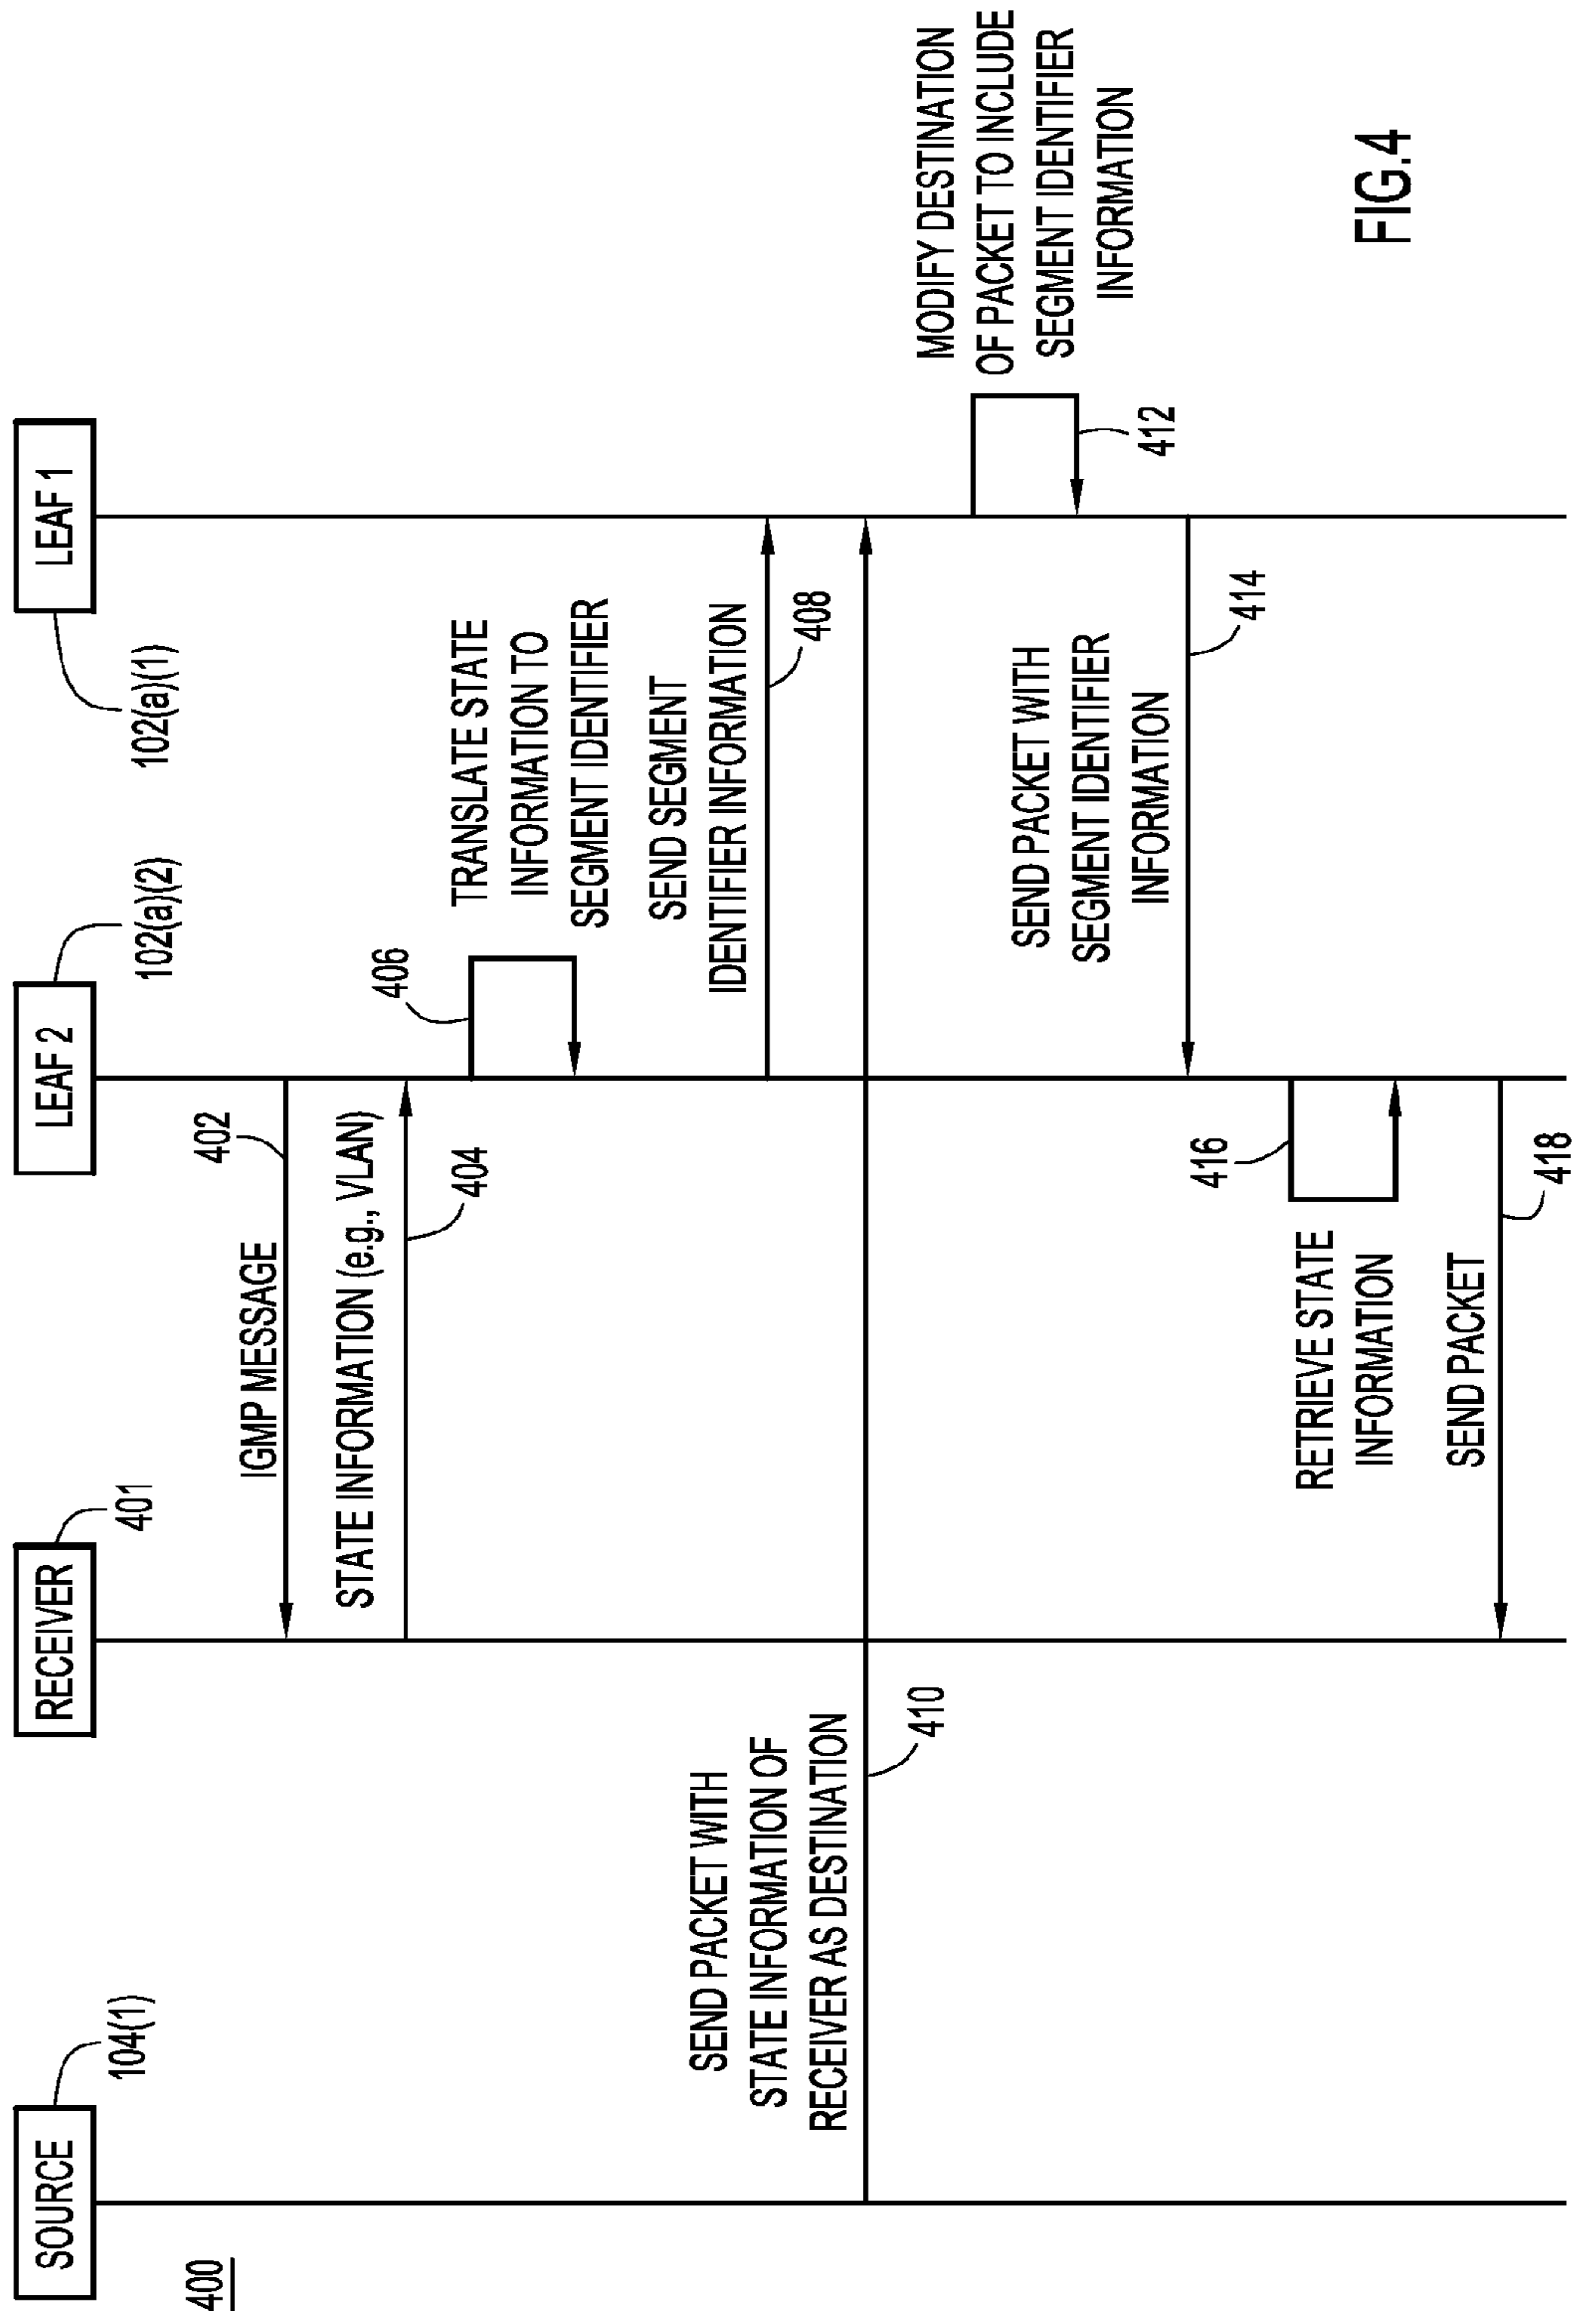 400
SOURCE
104(1)
RECEIVER
401
LEAF 2
102(a)(2)
LEAF 1
102(a)(1)
402
IGMP MESSAGE
STATE INFORMATION (e.g., VLAN)
404
406
TRANSLATE STATE
INFORMATION TO
SEGMENT IDENTIFIER
SEND SEGMENT
IDENTIFIER INFORMATION
408
SEND PACKET WITH
STATE INFORMATION OF
RECEIVER AS DESTINATION
410
MODIFY DESTINATION
OF PACKET TO INCLUDE
SEGMENT IDENTIFIER
INFORMATION
412
SEND PACKET WITH
SEGMENT IDENTIFIER
INFORMATION
414
416
RETRIEVE STATE
INFORMATION
SEND PACKET
418
FIG.4